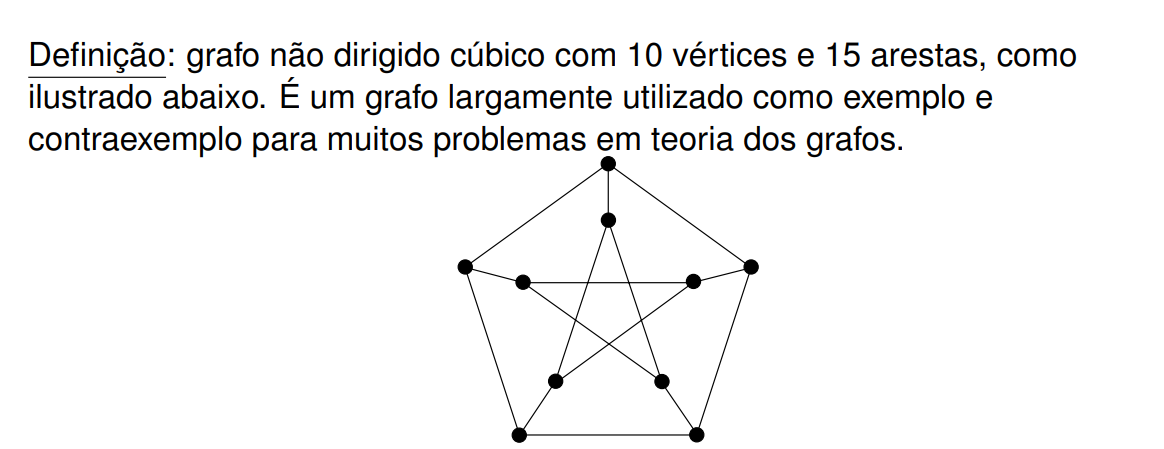 Definição: grafo não dirigido cúbico com 10 vértices e 15 arestas, como
ilustrado abaixo. É um grafo largamente utilizado como exemplo e
contraexemplo para muitos problemas em teoria dos grafos.